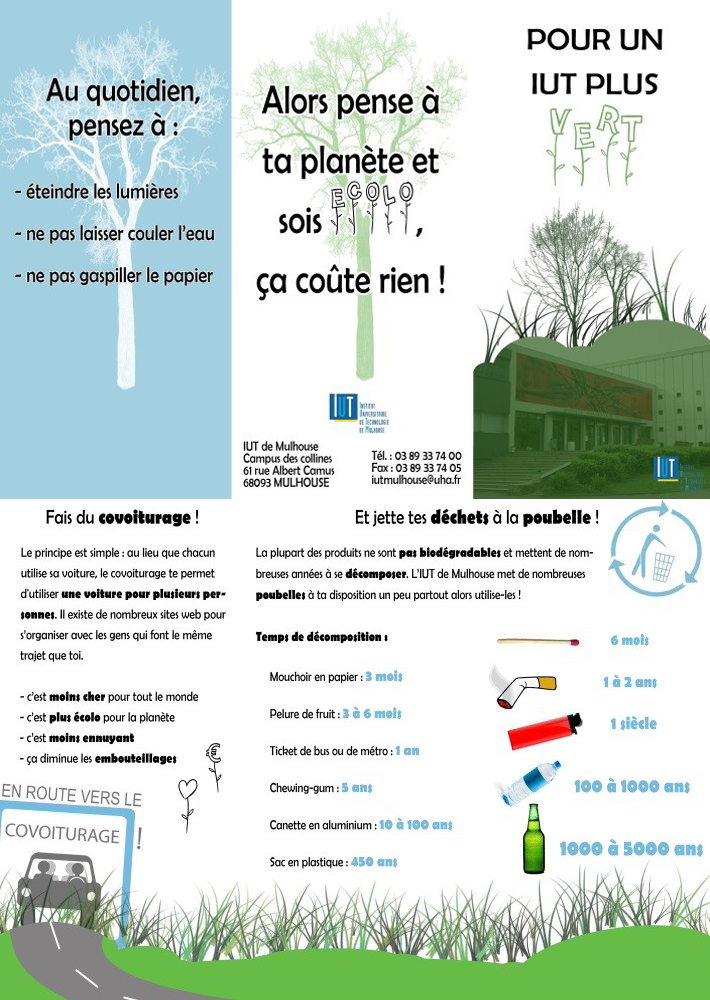 Au quotidien,
pensez à :
- éteindre les lumières
- ne pas laisser couler l'eau
- ne pas gaspiller le papier
Alors pense à
ta planète et
sois ECOLO,
ça coûte rien !
IUT INSTITUT
UNIVERSITAIRE
DE TECHNOLOGIE
DE MULHOUSE
IUT de Mulhouse
Campus des collines
61 rue Albert Camus
68093 MULHOUSE
Tél. : 03 89 33 74 00
Fax : 03 89 33 74 05
iutmulhouse@uha.fr
POUR UN
IUT PLUS
VERT
IUT
Fais du covoiturage !
Le principe est simple : au lieu que chacun
utilise sa voiture, le covoiturage te permet
d'utiliser une voiture pour plusieurs per-
sonnes. Il existe de nombreux sites web pour
s'organiser avec les gens qui font le même
trajet que toi.
- c'est moins cher pour tout le monde
- c'est plus écolo pour la planète
- c'est moins ennuyant
- ça diminue les embouteillages
€
EN ROUTE VERS LE
COVOITURAGE !
Et jette tes déchets à la poubelle !
La plupart des produits ne sont pas biodégradables et mettent de nom-
breuses années à se décomposer. L'IUT de Mulhouse met de nombreuses
poubelles à ta disposition un peu partout alors utilise-les !
Temps de décomposition :
Mouchoir en papier : 3 mois
Pelure de fruit : 3 à 6 mois
Ticket de bus ou de métro : 1 an
Chewing-gum : 5 ans
Canette en aluminium : 10 à 100 ans
Sac en plastique : 450 ans
6 mois
1 à 2 ans
1 siècle
100 à 1000 ans
1000 à 5000 ans